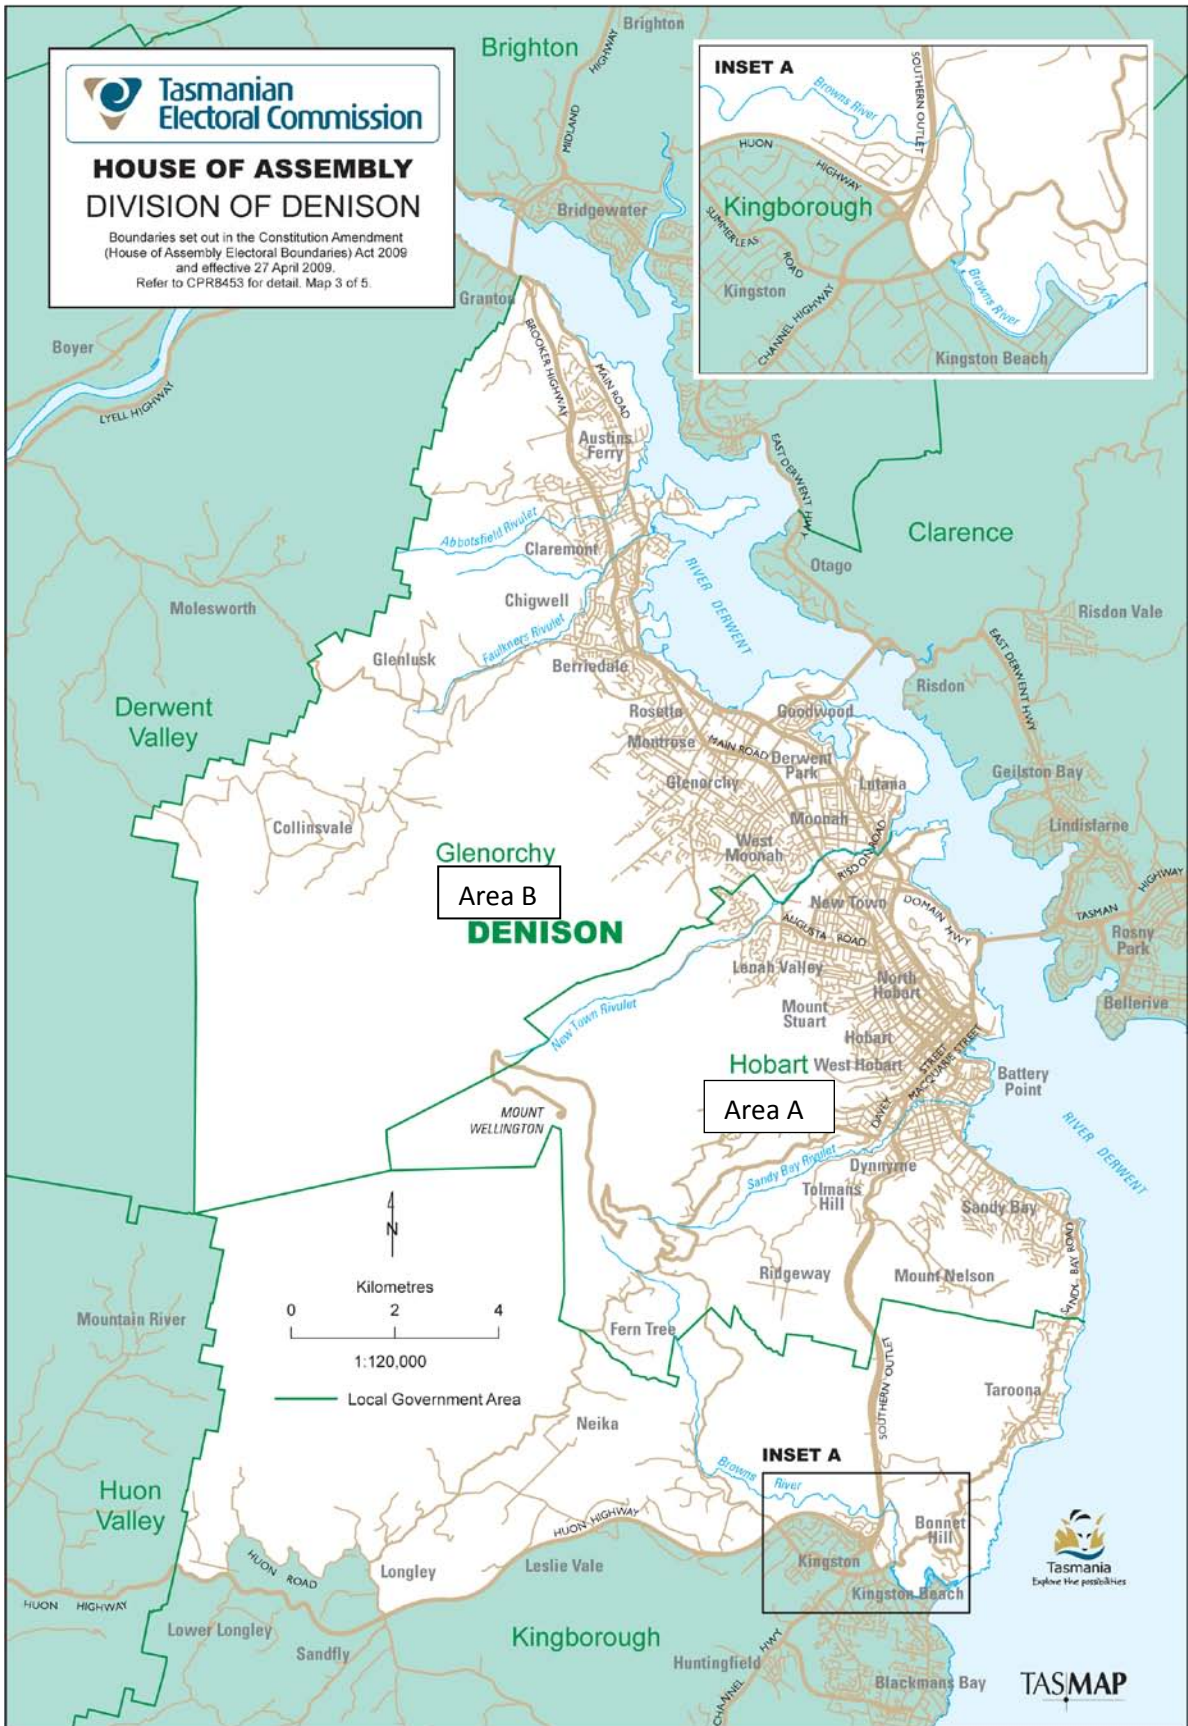 Tasmanian
Electoral Commission
HOUSE OF ASSEMBLY
DIVISION OF DENISON
Boundaries set out in the Constitution Amendment
(House of Assembly Electoral Boundaries) Act 2009
and effective 27 April 2009.
Refer to CPR8453 for detail. Map 3 of 5.
Brighton
Brighton
MIDLAND
HIGHWAY
Bridgewater
Granton
Boyer
LYELL HIGHWAY
INSET A
Browns River
SOUTHERN OUTLET
HUON
HIGHWAY
Kingborough
SUMMERLEAS
ROAD
Kingston
CHANNEL HIGHWAY
Browns River
Kingston Beach
BROOKER HIGHWAY
MAIN ROAD
Austins
Ferry
EAST DERWENT HWY
Abbotsfield Rivulet
Claremont
Clarence
Otago
RIVER DERWENT
Chigwell
Molesworth
Risdon Vale
Faulkners Rivulet
Glenlusk
Berriedale
EAST DERWENT HWY
Risdon
Derwent
Valley
Rosetta
Goodwood
Montrose
MAIN ROAD
Derwent
Park
Glenorchy
Lutana
Geilston Bay
Collinsvale
Moonah
Lindisfarne
West
Moonah
RISDON ROAD
Glenorchy
Area B
DENISON
New Town
DOMAIN HWY
TASMAN
HIGHWAY
AUGUSTA ROAD
Rosny
Park
Lenah Valley
North
Hobart
Bellerive
New Town Rivulet
Mount
Stuart
Hobart
Hobart
West Hobart
STREET
MACQUARIE STREET
Battery
Point
Area A
DAVEY
MOUNT
WELLINGTON
RIVER DERWENT
Sandy Bay Rivulet
Dynnyrne
Tolmans
Hill
Sandy Bay
SANDY BAY ROAD
N
Kilometres
0 2 4
1:120,000
Local Government Area
Ridgeway
Mount Nelson
Mountain River
Fern Tree
SOUTHERN OUTLET
Taroona
Neika
INSET A
Browns River
Huon
Valley
HUON HIGHWAY
Bonnet
Hill
Kingston
Kingston Beach
Leslie Vale
Longley
HUON ROAD
HUON HIGHWAY
Lower Longley
Sandfly
Kingborough
Huntingfield
CHANNEL HWY
Blackmans Bay
Tasmania
Explore the possibilities
TASMAP